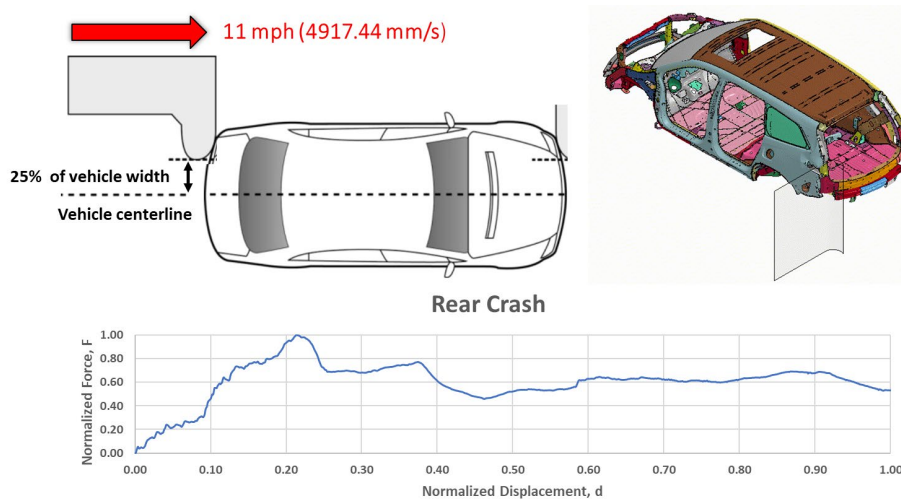 11 mph (4917.44 mm/s)
25% of vehicle width
Vehicle centerline
Rear Crash
Normalized Force, F
1.00
0.80
0.60
0.40
0.20
0.00
0.00 0.10 0.20 0.30 0.40 0.50 0.60 0.70 0.80 0.90 1.00
Normalized Displacement, d